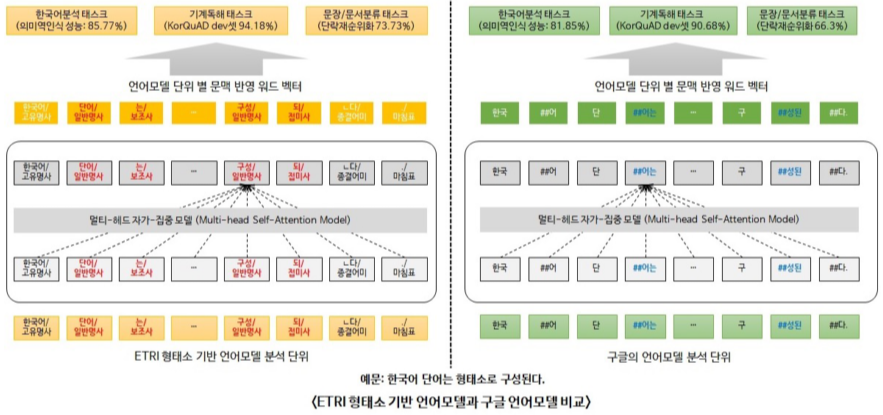 한국어분석 태스크
(의미역인식 성능: 85.77%)
기계독해 태스크
(KorQuAD dev셋 94.18%)
문장/문서분류 태스크
(단락재순위화 73.73%)
언어모델 단위 별 문맥 반영 워드 벡터
한국어/고유명사 단어/일반명사 는/보조사 ... 구성/일반명사 되/접미사 ㄴ다/종결어미 ./마침표
한국어/고유명사 단어/일반명사 는/보조사 ... 구성/일반명사 되/접미사 ㄴ다/종결어미 ./마침표
멀티-헤드 자가-집중 모델 (Multi-head Self-Attention Model)
한국어/고유명사 단어/일반명사 는/보조사 ... 구성/일반명사 되/접미사 ㄴ다/종결어미 ./마침표
한국어/고유명사 단어/일반명사 는/보조사 ... 구성/일반명사 되/접미사 ㄴ다/종결어미 ./마침표
ETRI 형태소 기반 언어모델 분석 단위
한국어분석 태스크
(의미역인식 성능: 81.85%)
기계독해 태스크
(KorQuAD dev셋 90.68%)
문장/문서분류 태스크
(단락재순위화 66.3%)
언어모델 단위 별 문맥 반영 워드 벡터
한국 ##어 단 ##어는 ... 구 ##성된 ##다.
한국 ##어 단 ##어는 ... 구 ##성된 ##다.
멀티-헤드 자가-집중 모델 (Multi-head Self-Attention Model)
한국 ##어 단 ##어는 ... 구 ##성된 ##다.
한국 ##어 단 ##어는 ... 구 ##성된 ##다.
구글의 언어모델 분석 단위
예문: 한국어 단어는 형태소로 구성된다.
<ETRI 형태소 기반 언어모델과 구글 언어모델 비교>